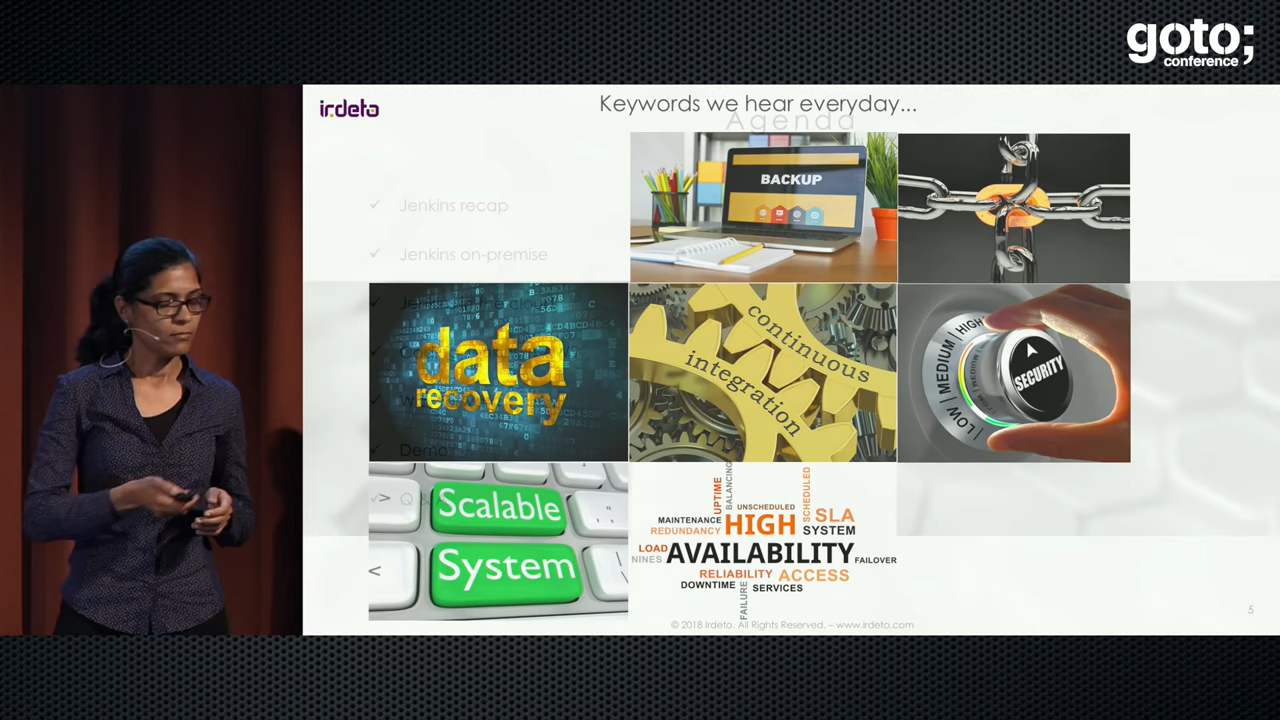 goto;
conference
irdeto
Keywords we hear everyday...
Agenda
BACKUP
✓ Jenkins recap
✓ Jenkins on-premise
data
recovery
continuous
integration
LOW | MEDIUM | HIGH
SECURITY
✓ Demo
Scalable
System
UPTIME
BALANCING
UNSCHEDULED
SCHEDULED
MAINTENANCE
HIGH
SLA
REDUNDANCY
SYSTEM
LOAD
NINES
AVAILABILITY
FAILOVER
RELIABILITY
ACCESS
DOWNTIME
SERVICES
FAILURE
5
© 2018 Irdeto. All Rights Reserved. – www.irdeto.com